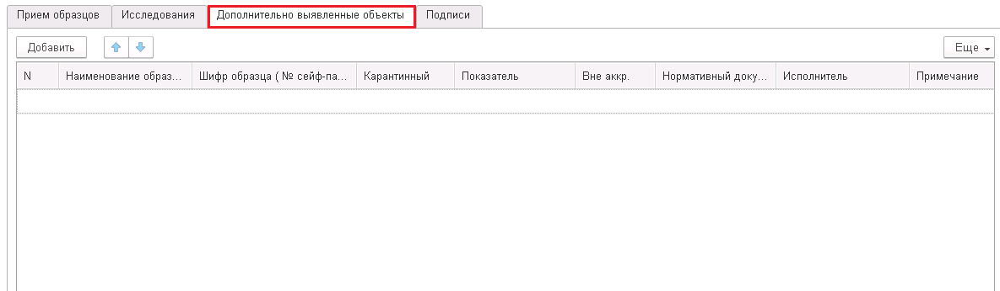 Прием образцов Исследования Дополнительно выявленные объекты Подписи
Добавить Еще
N Наименование образ... Шифр образца ( № сейф-па... Карантинный Показатель Вне аккр. Нормативный доку... Исполнитель Примечание